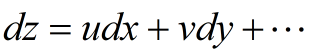 dz = udx + vdy + ⋯